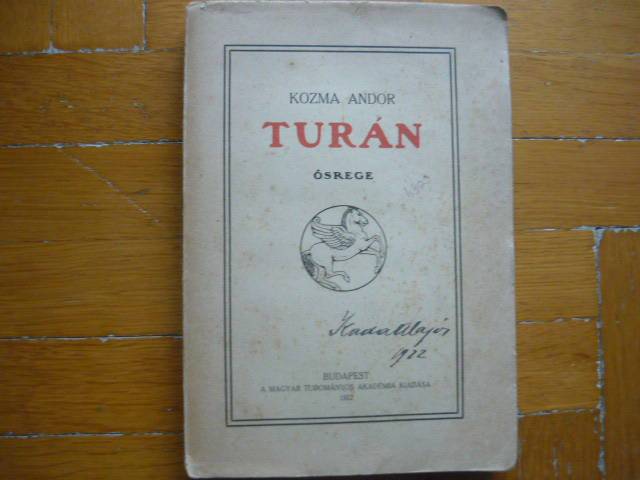 KOZMA ANDOR
TURÁN
ŐSREGE
1922
BUDAPEST
A MAGYAR TUDOMÁNYOS AKADÉMIA KIADÁSA
1922